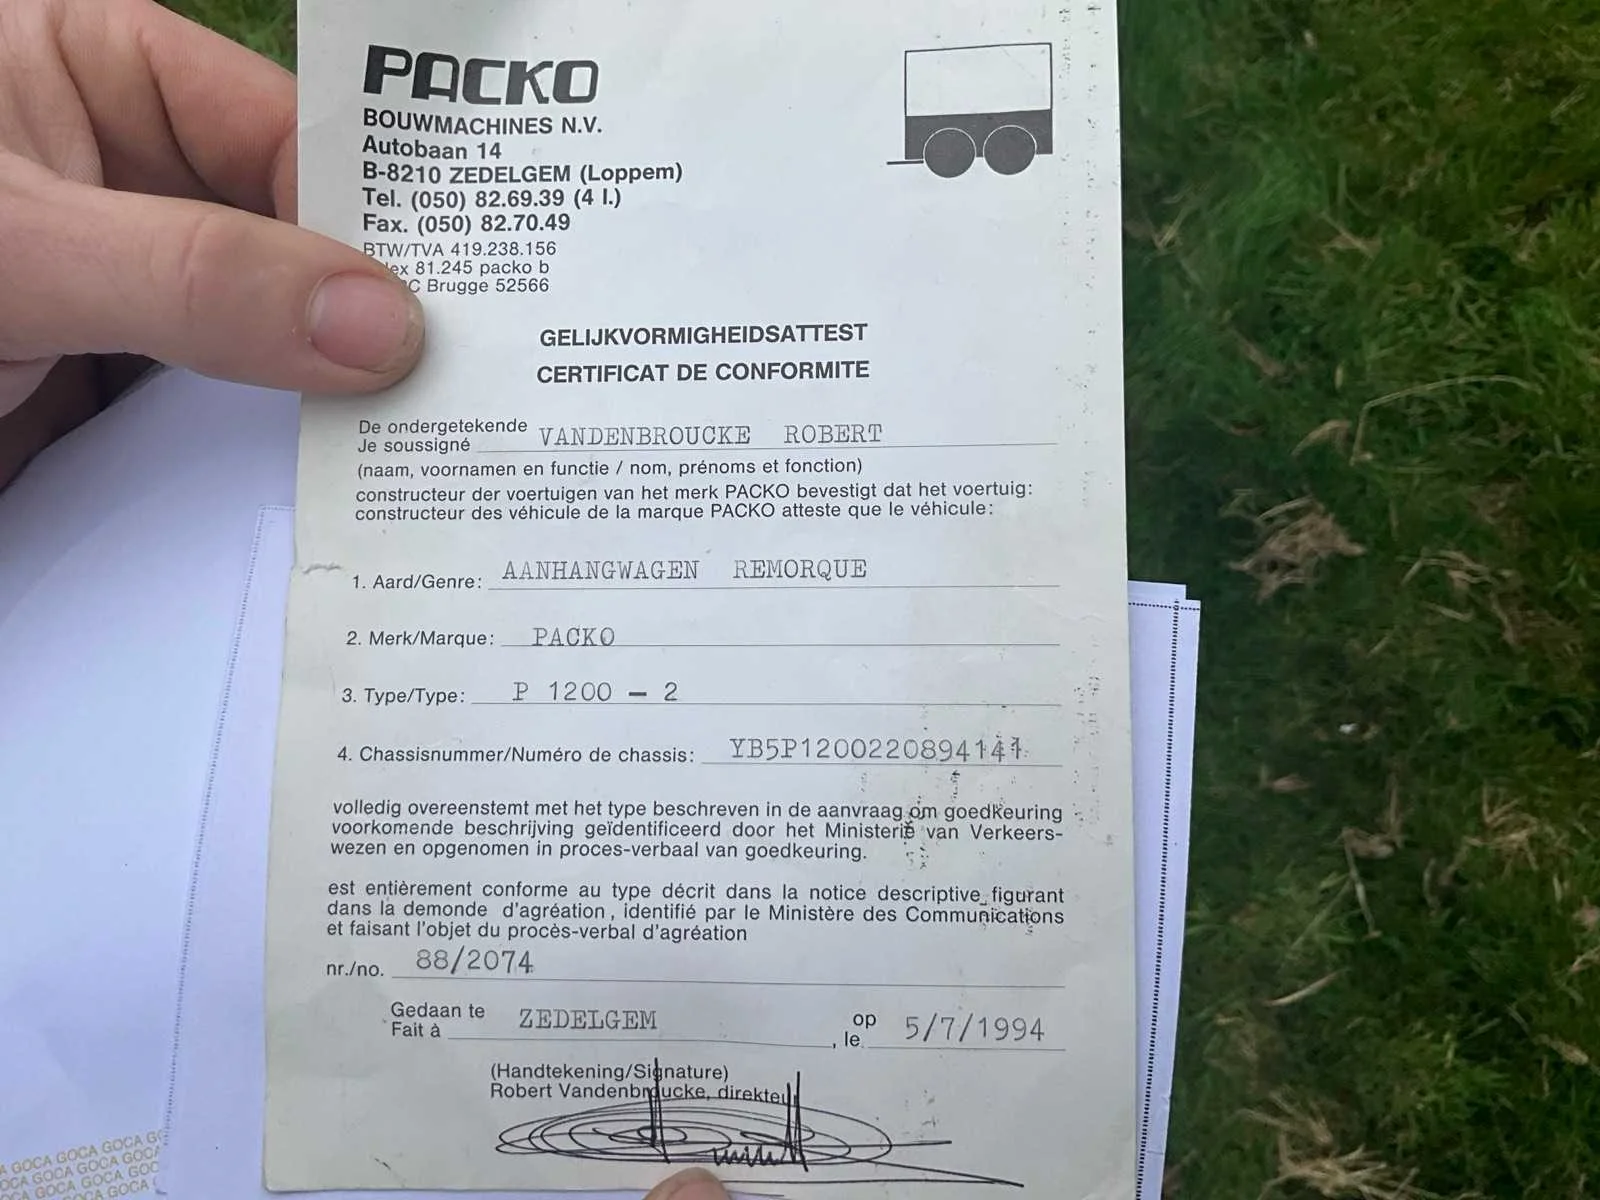 PACKO
BOUWMACHINES N.V.
Autobaan 14
B-8210 ZEDELGEM (Loppem)
Tel. (050) 82.69.39 (4 l.)
Fax. (050) 82.70.49
BTW/TVA 419.238.156
81.245 packo b
Brugge 52566
GELIJKVORMIGHEIDSATTEST
CERTIFICAT DE CONFORMITE
De ondergetekende
Je soussigné VANDENBROUCKE ROBERT
(naam, voornamen en functie / nom, prénoms et fonction)
constructeur der voertuigen van het merk PACKO bevestigt dat het voertuig:
constructeur des véhicule de la marque PACKO atteste que le véhicule:
1. Aard/Genre: AANHANGWAGEN REMORQUE
2. Merk/Marque: PACKO
3. Type/Type: P 1200 - 2
4. Chassisnummer/Numéro de chassis: YB5P1200220894141
volledig overeenstemt met het type beschreven in de aanvraag om goedkeuring
voorkomende beschrijving geïdentificeerd door het Ministerie van Verkeers-
wezen en opgenomen in proces-verbaal van goedkeuring.
est entièrement conforme au type décrit dans la notice descriptive figurant
dans la demonde d'agréation, identifié par le Ministère des Communications
et faisant l'objet du procès-verbal d'agréation
nr./no. 88/2074
Gedaan te
Fait à ZEDELGEM
op
, le 5/7/1994
(Handtekening/Signature)
Robert Vandenbroucke, direkteur
GOCA GOCA GOCA
GOCA GOCA GOCA
GOCA GOCA